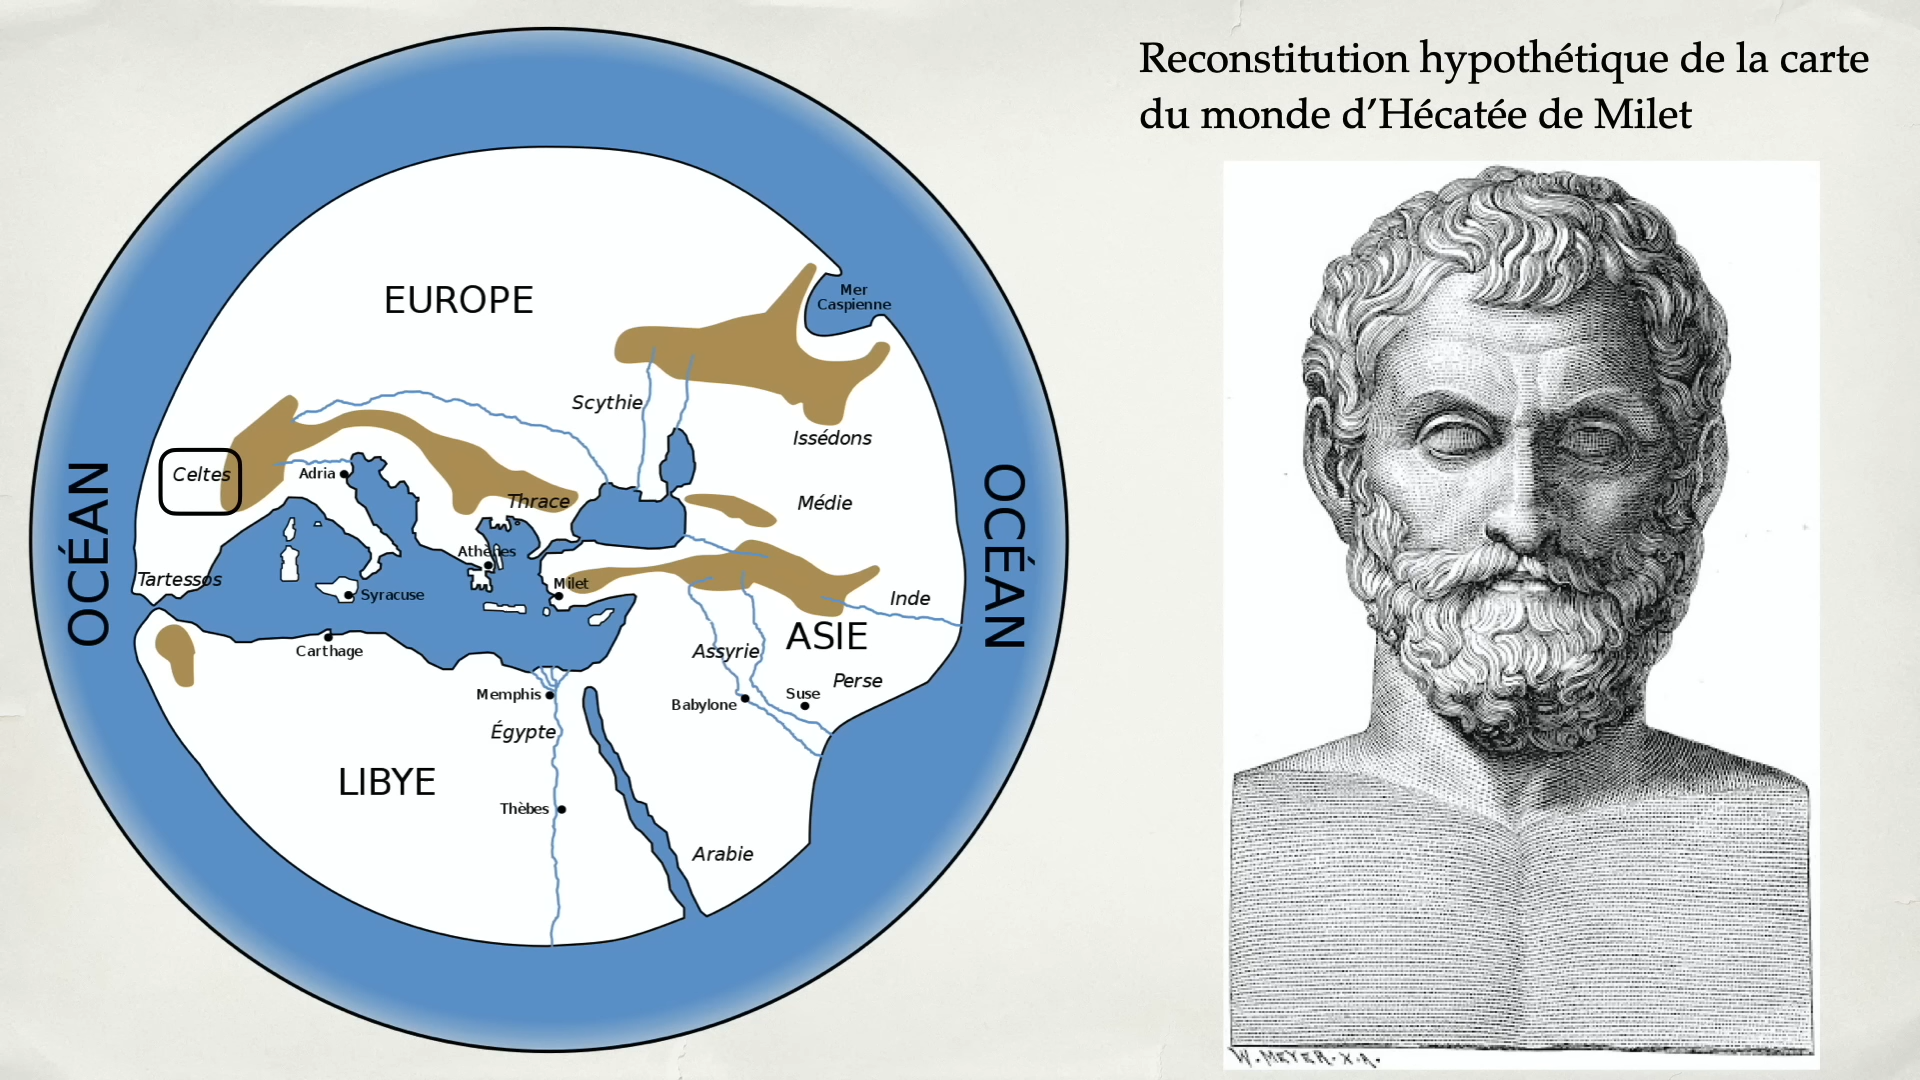 Reconstitution hypothétique de la carte
du monde d’Hécatée de Milet
EUROPE
Mer
Caspienne
Scythie
Issédons
Celtes
Adria
Thrace
Médie
OCÉAN
OCÉAN
Athènes
Tartessos
Milet
Syracuse
Inde
Carthage
ASIE
Assyrie
Perse
Memphis
Suse
Babylone
Égypte
LIBYE
Thèbes
Arabie
W. MEYER. X.A.